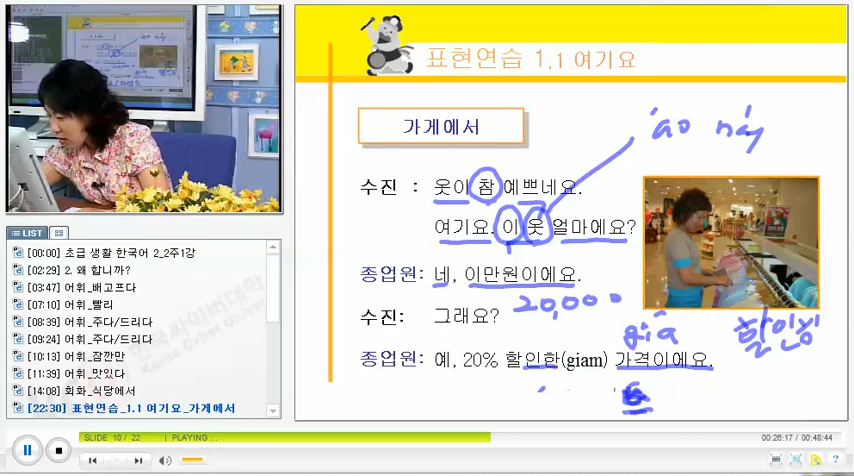 표현연습 1.1 여기요
가게에서
áo này
수진 : 옷이 참 예쁘네요.
여기요. 이 옷 얼마에요?
종업원: 네, 이만원이에요.
20,000
수진: 그래요?
giá
할인
종업원: 예, 20% 할인한(giam) 가격이에요.
LIST
[00:00] 초급 생활 한국어 2_2주1강
[02:29] 2. 왜 합니까?
[03:47] 어휘_배고프다
[07:10] 어휘_빨리
[08:39] 어휘_주다/드리다
[09:24] 어휘_주다/드리다
[10:13] 어휘_잠깐만
[11:39] 어휘_맛있다
[14:08] 회화_식당에서
[22:30] 표현연습_1.1 여기요_가게에서
SLIDE 10 / 22 | PLAYING ...
00:26:17 / 00:48:44